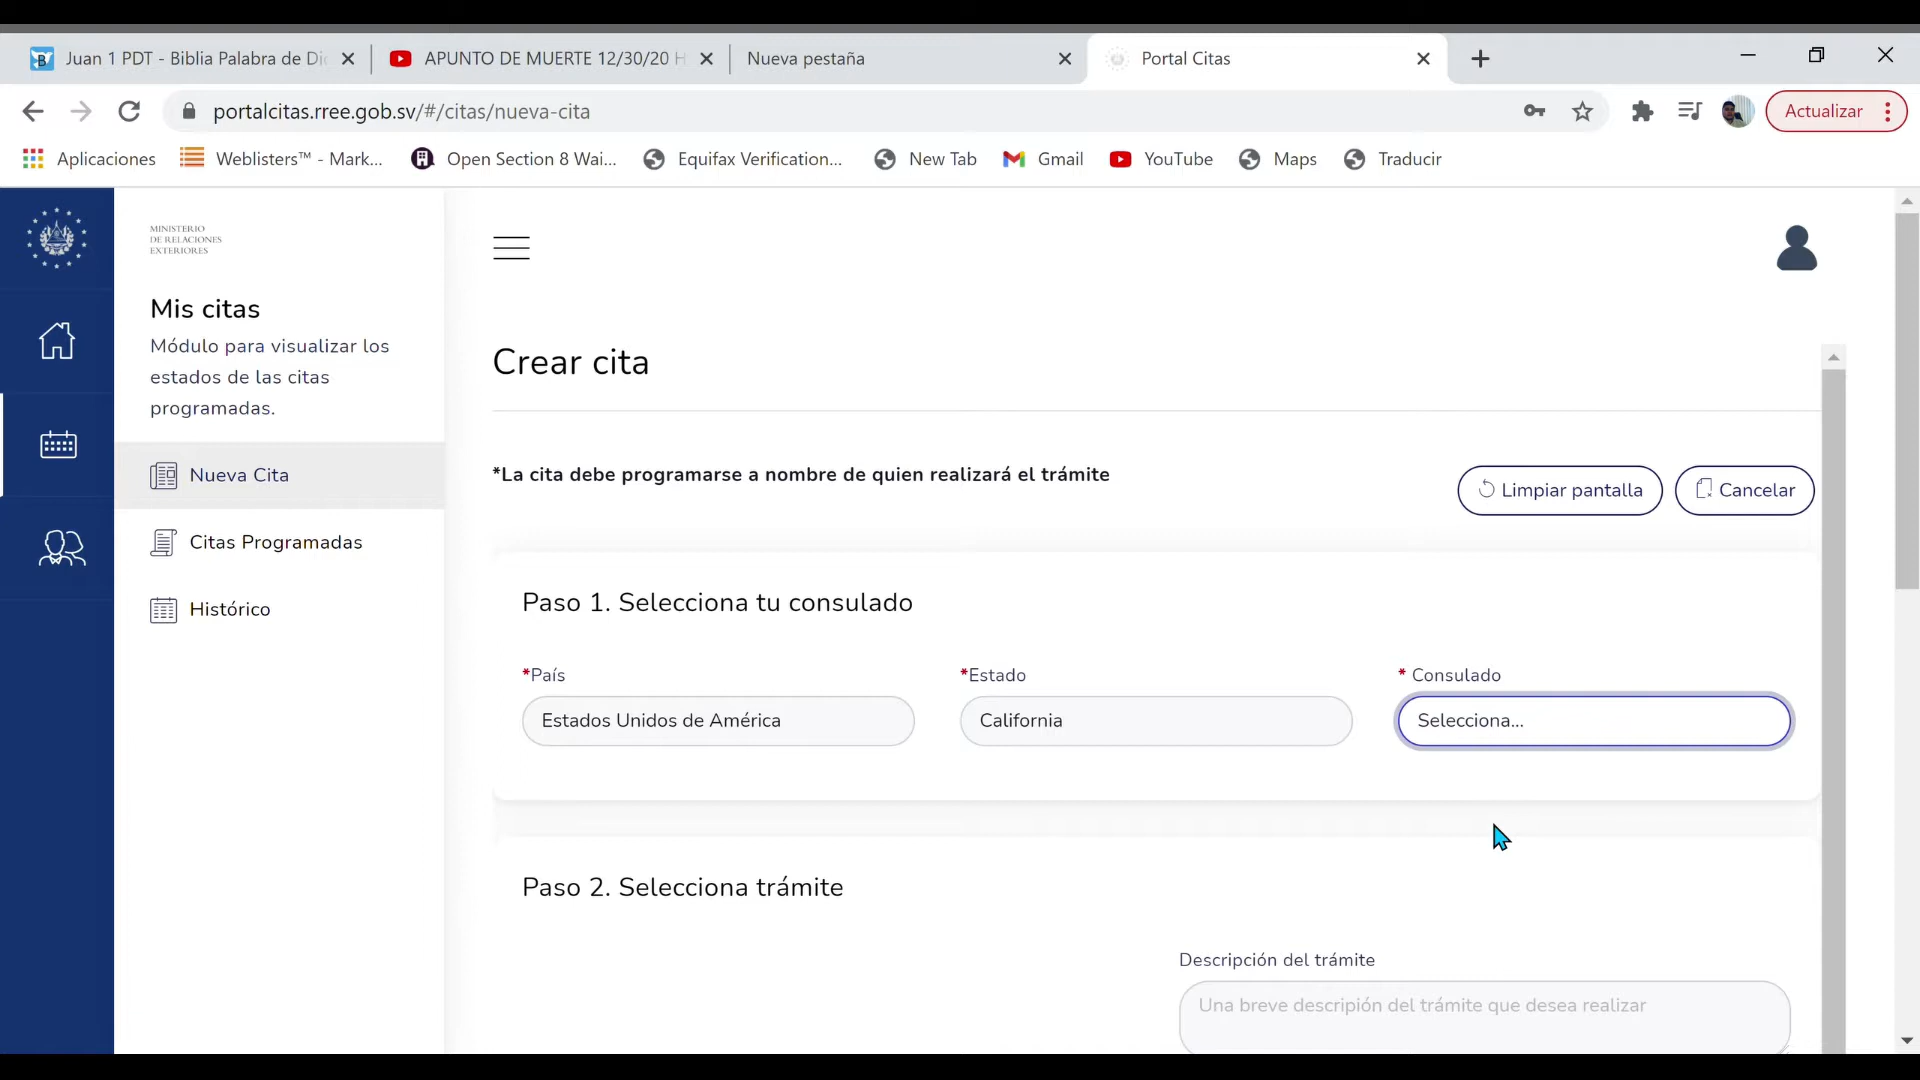 Juan 1 PDT - Biblia Palabra de Di
APUNTO DE MUERTE 12/30/20 H
Nueva pestaña
Portal Citas
portalcitas.rree.gob.sv/#/citas/nueva-cita
Actualizar
Aplicaciones
Weblisters™ - Mark...
Open Section 8 Wai...
Equifax Verification...
New Tab
Gmail
YouTube
Maps
Traducir
MINISTERIO
DE RELACIONES
EXTERIORES
Mis citas
Módulo para visualizar los
estados de las citas
programadas.
Nueva Cita
Citas Programadas
Histórico
Crear cita
*La cita debe programarse a nombre de quien realizará el trámite
Limpiar pantalla
Cancelar
Paso 1. Selecciona tu consulado
*País
*Estado
* Consulado
Estados Unidos de América
California
Selecciona...
Paso 2. Selecciona trámite
Descripción del trámite
Una breve descripión del trámite que desea realizar